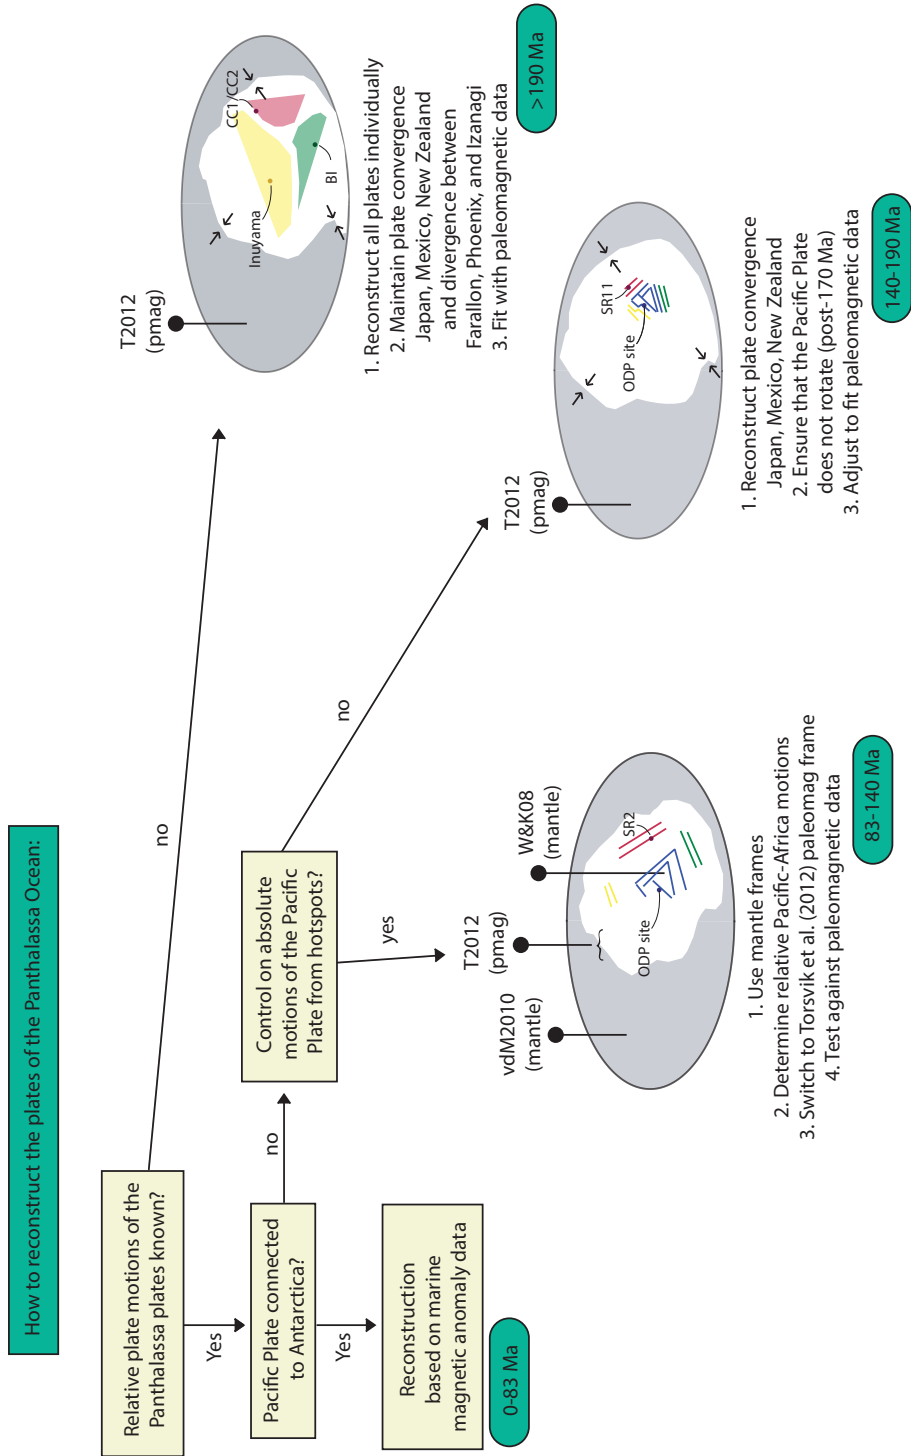 How to reconstruct the plates of the Panthalassa Ocean:
Relative plate motions of the
Panthalassa plates known?
no
Yes
Pacific Plate connected
to Antarctica?
no
Yes
Reconstruction
based on marine
magnetic anomaly data
0-83 Ma
Control on absolute
motions of the Pacific
Plate from hotspots?
yes
no
vdM2010
(mantle)
T2012
(pmag)
W&K08
(mantle)
ODP site
SR2
1. Use mantle frames
2. Determine relative Pacific-Africa motions
3. Switch to Torsvik et al. (2012) paleomag frame
4. Test against paleomagnetic data
83-140 Ma
T2012
(pmag)
ODP site
SR11
1. Reconstruct plate convergence
Japan, Mexico, New Zealand
2. Ensure that the Pacific Plate
does not rotate (post-170 Ma)
3. Adjust to fit paleomagnetic data
140-190 Ma
T2012
(pmag)
Inuyama
CC1/CC2
BI
1. Reconstruct all plates individually
2. Maintain plate convergence
Japan, Mexico, New Zealand
and divergence between
Farallon, Phoenix, and Izanagi
3. Fit with paleomagnetic data
>190 Ma